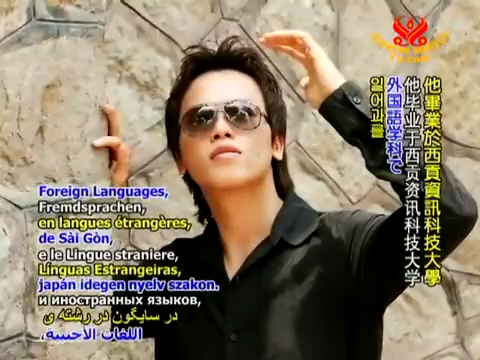 Foreign Languages,
Fremdsprachen,
en langues étrangères,
de Sài Gòn,
e le Lingue straniere,
Línguas Estrangeiras,
japán idegen nyelv szakon.
и иностранных языков,
در سایگون در رشته ی
اللغات الأجنبية،
他畢業於西貢資訊科技大學
他毕业于西贡资讯科技大学
外国語学科で
일어과를